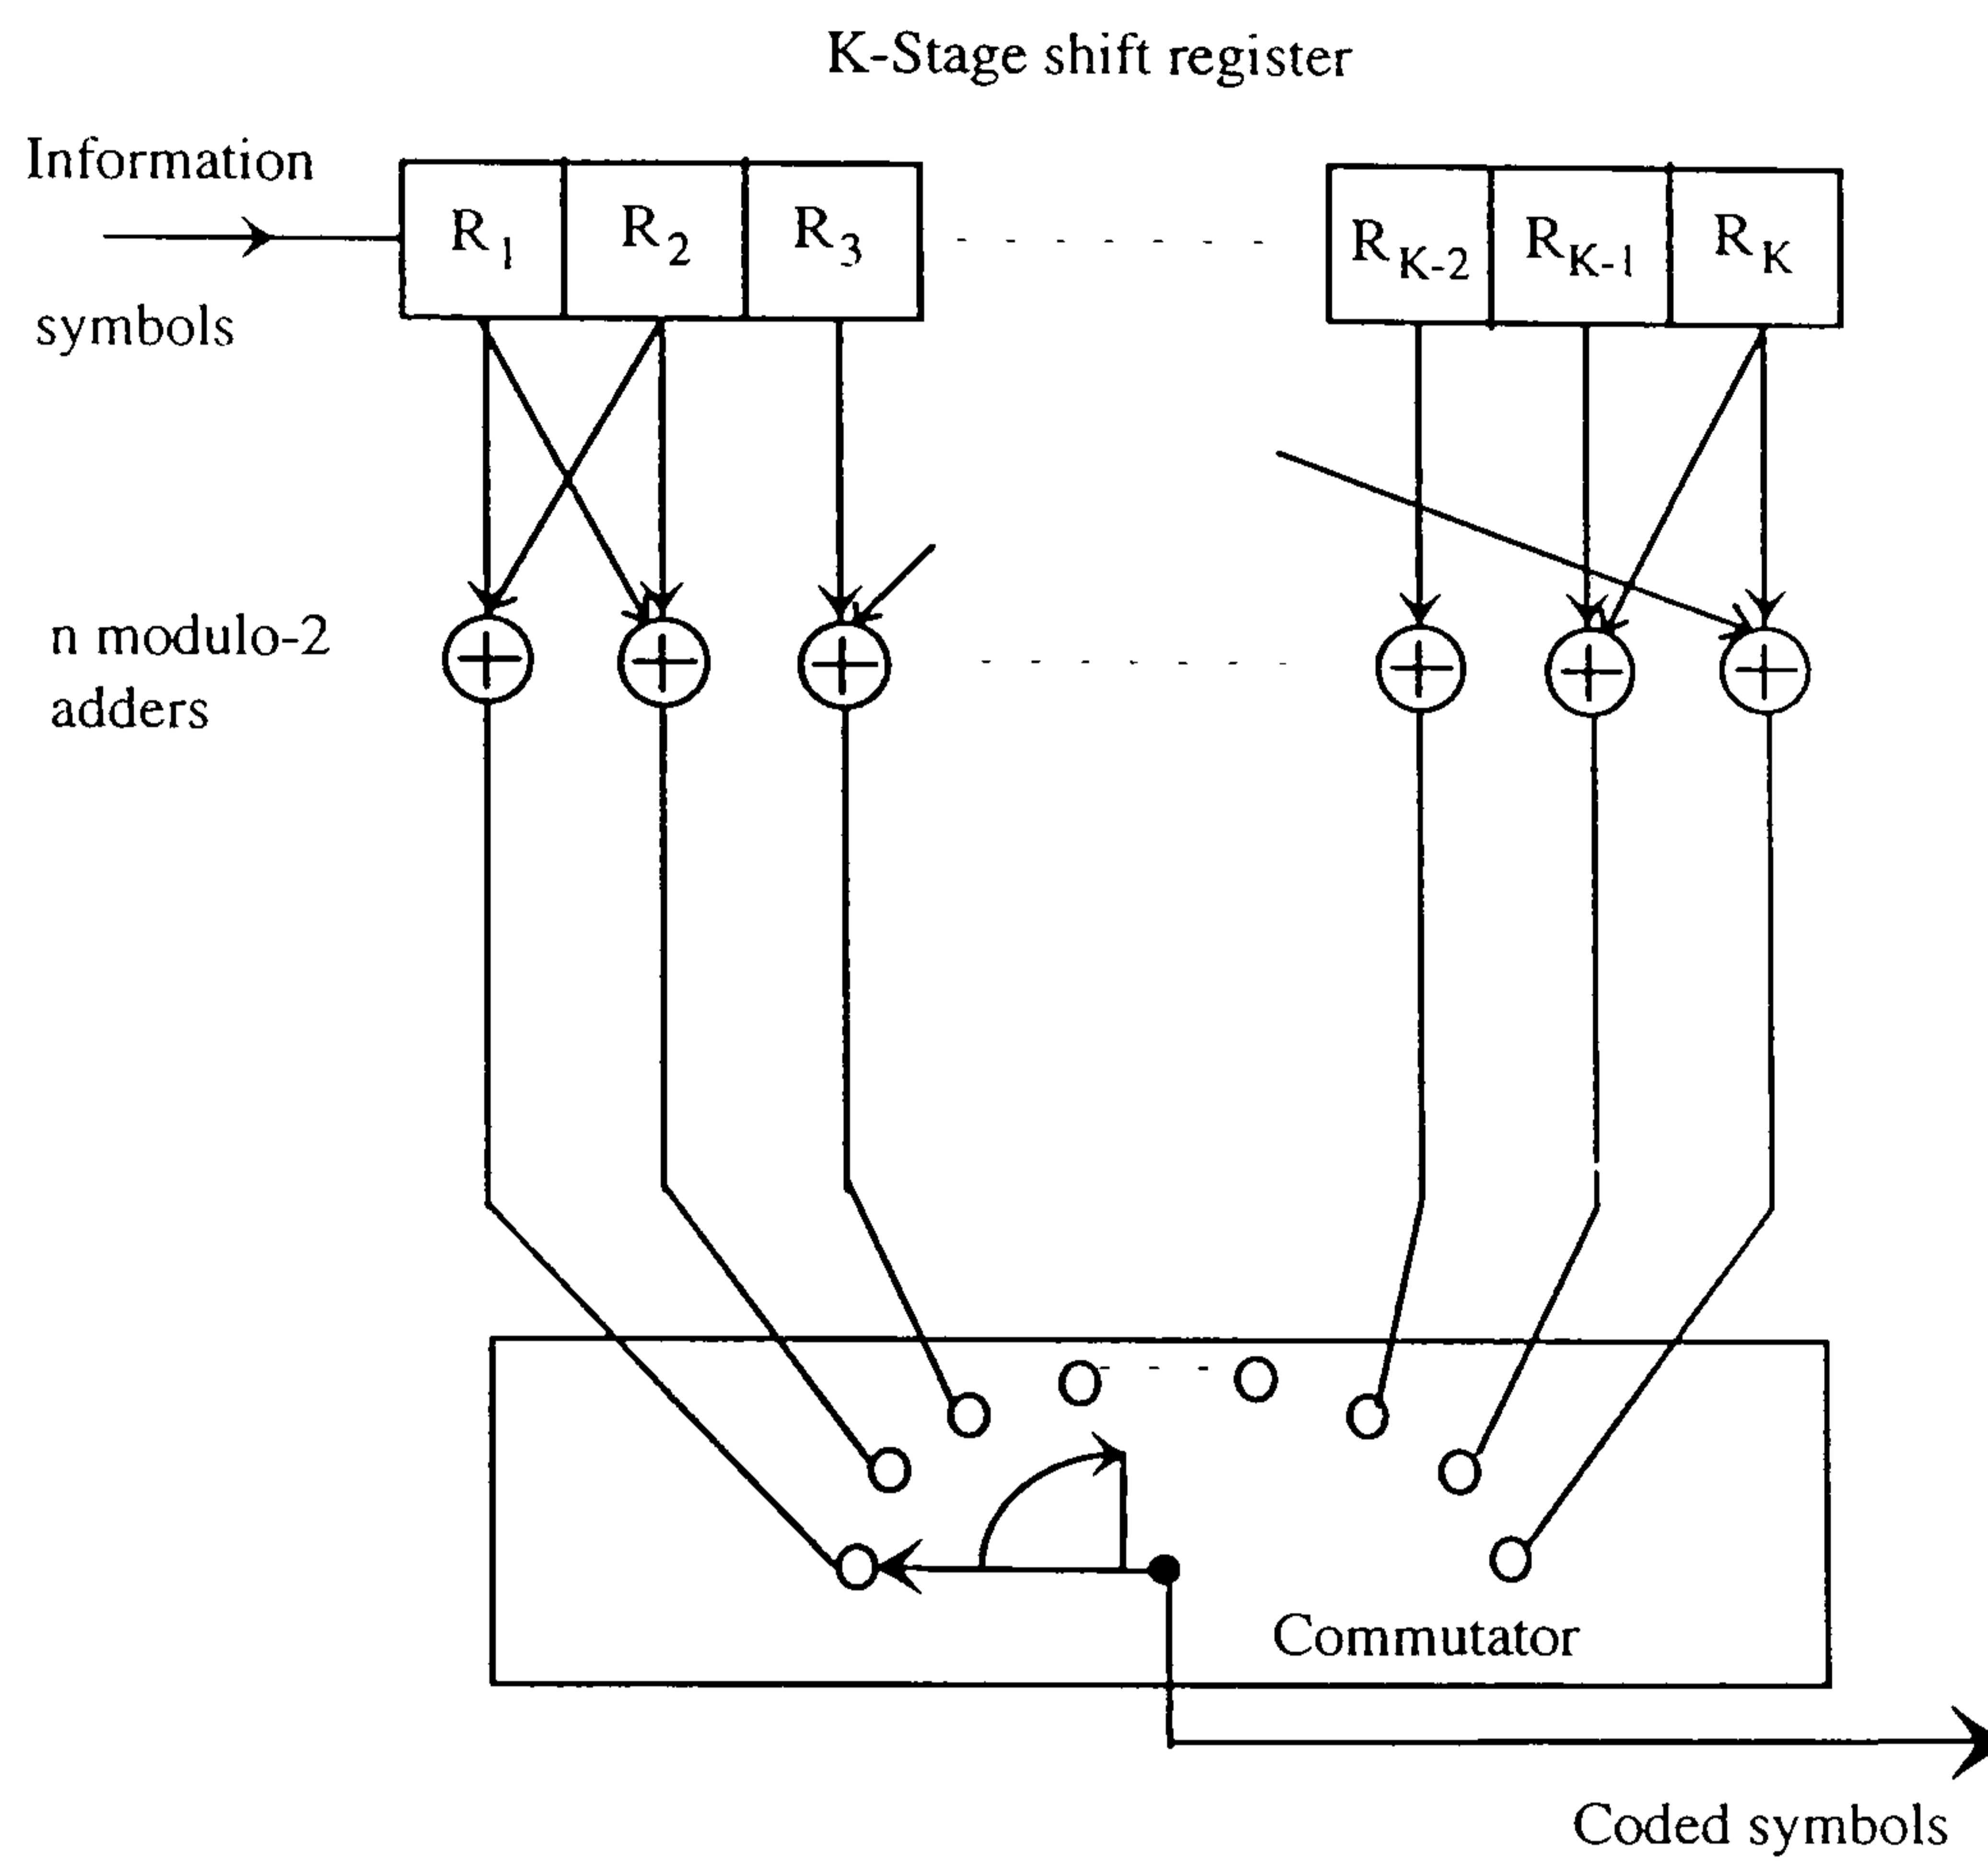 K-Stage shift register
Information
symbols
R1
R2
R3
RK-2
RK-1
RK
n modulo-2
adders
Commutator
Coded symbols